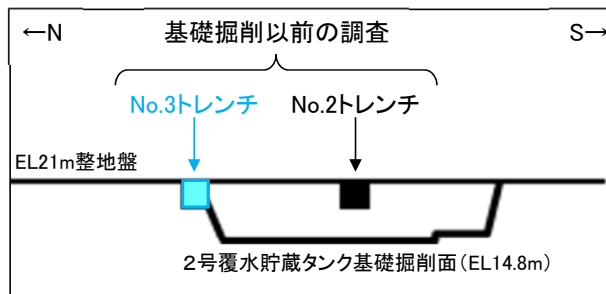 ←N 基礎掘削以前の調査 S→
No.3トレンチ No.2トレンチ
EL21m整地盤
２号覆水貯蔵タンク基礎掘削面（EL14.8m）